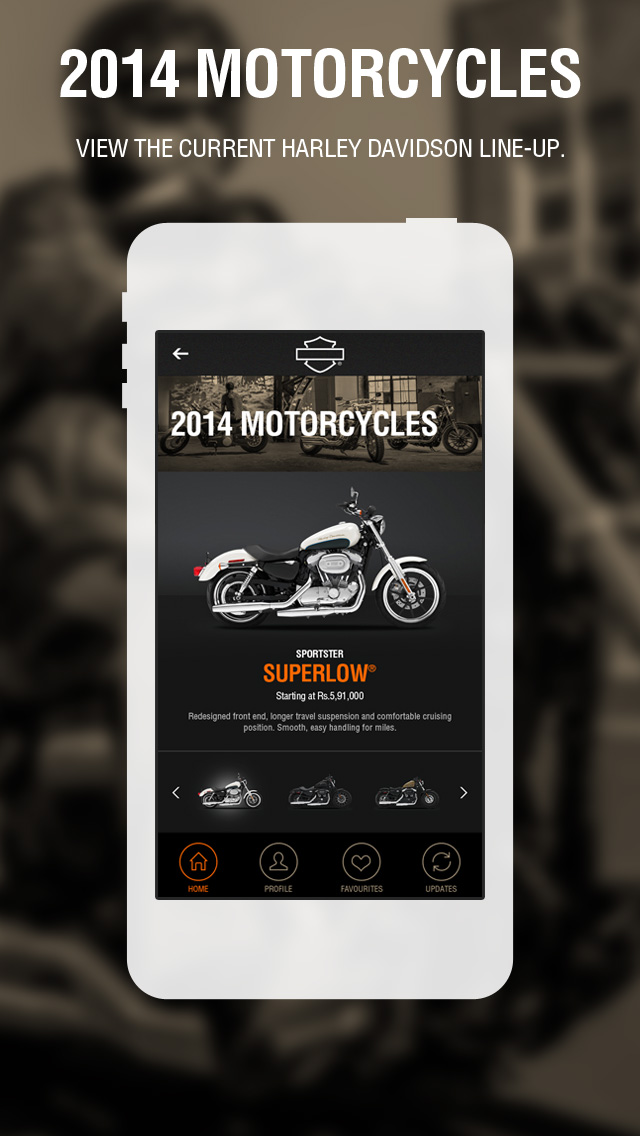 2014 MOTORCYCLES
VIEW THE CURRENT HARLEY DAVIDSON LINE-UP.
2014 MOTORCYCLES
SPORTSTER
SUPERLOW®
Starting at Rs.5,91,000
Redesigned front end, longer travel suspension and comfortable cruising
position. Smooth, easy handling for miles.
HOME PROFILE FAVOURITES UPDATES